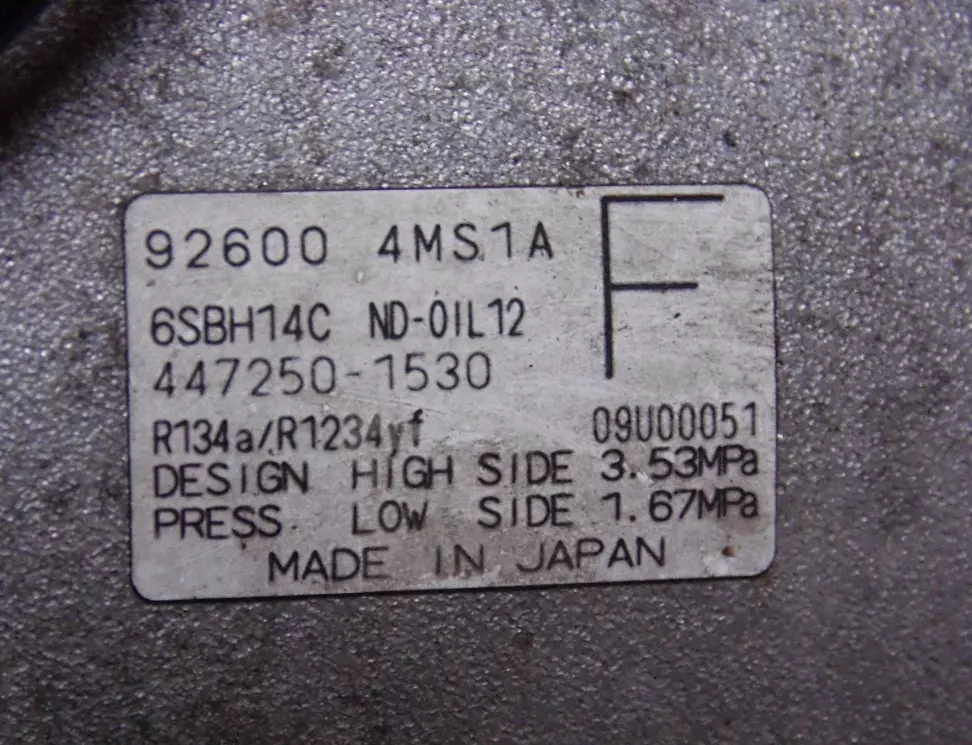 92600 4MS1A F
6SBH14C ND-OIL12
447250-1530
R134a/R1234yf 09U00051
DESIGN HIGH SIDE 3.53MPa
PRESS. LOW SIDE 1.67MPa
MADE IN JAPAN